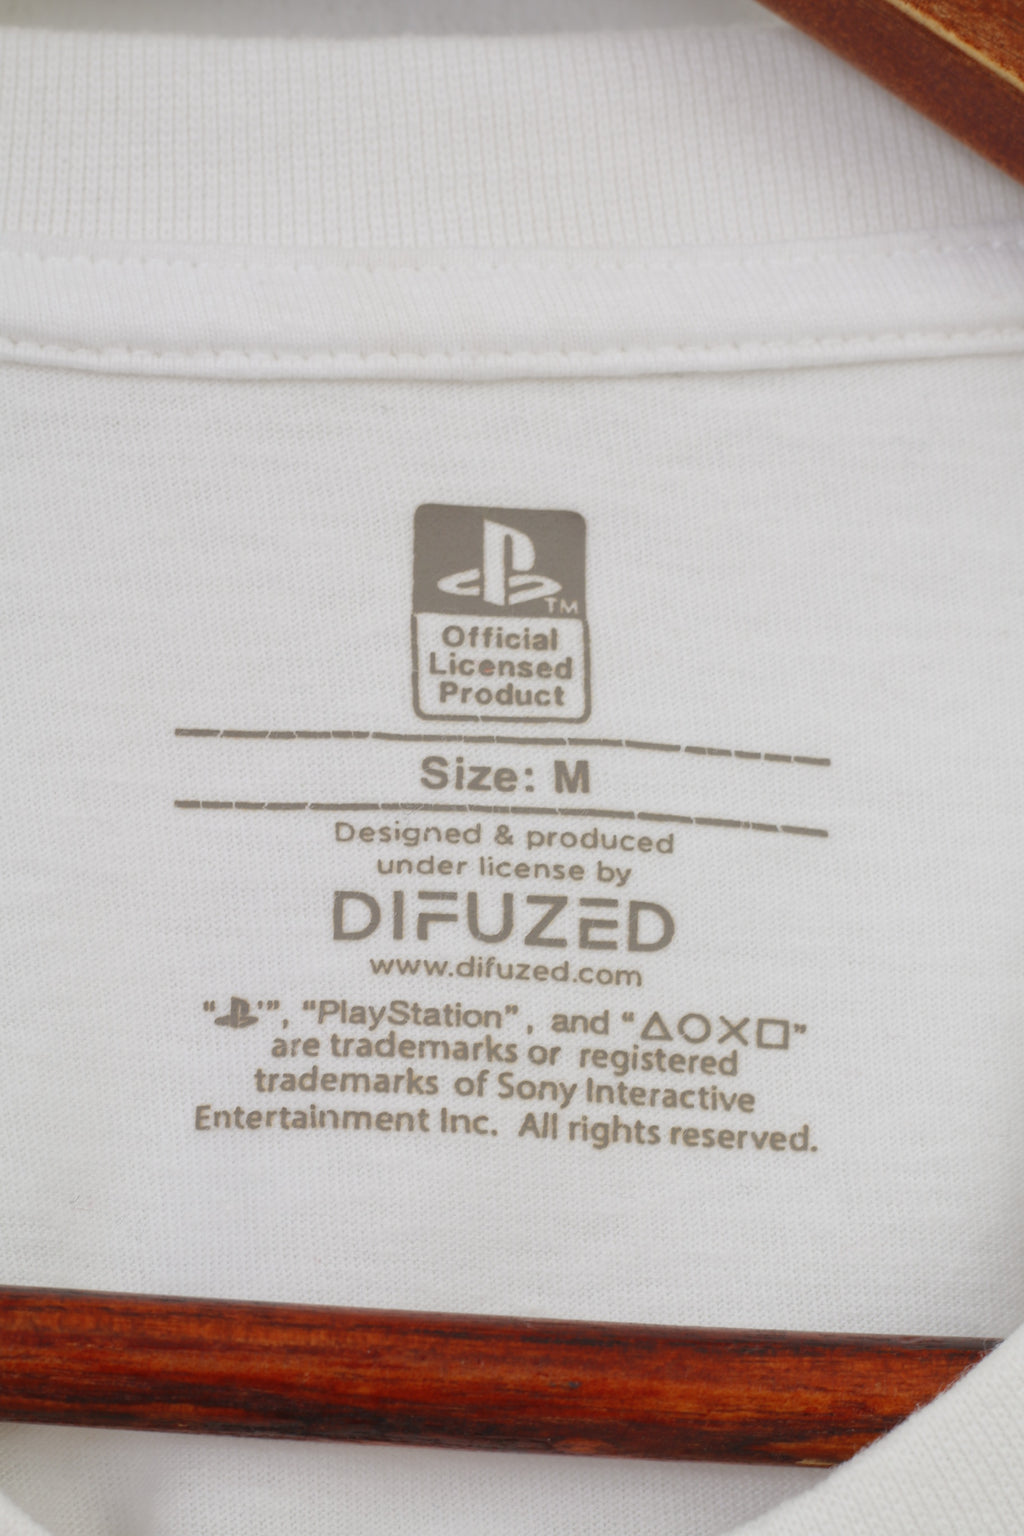 TM
Official
Licensed
Product
Size: M
Designed & produced
under license by
DIFUZED
www.difuzed.com
“ ’”, “PlayStation”, and “△○✕□”
are trademarks or registered
trademarks of Sony Interactive
Entertainment Inc. All rights reserved.